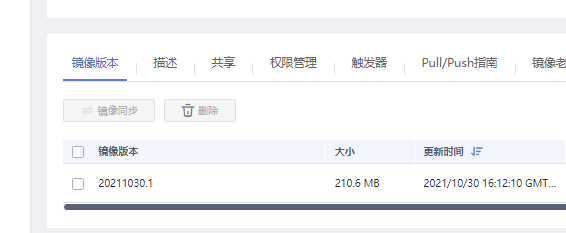 镜像版本 描述 共享 权限管理 触发器 Pull/Push指南 镜像老
镜像同步 删除
镜像版本 大小 更新时间
20211030.1 210.6 MB 2021/10/30 16:12:10 GMT...